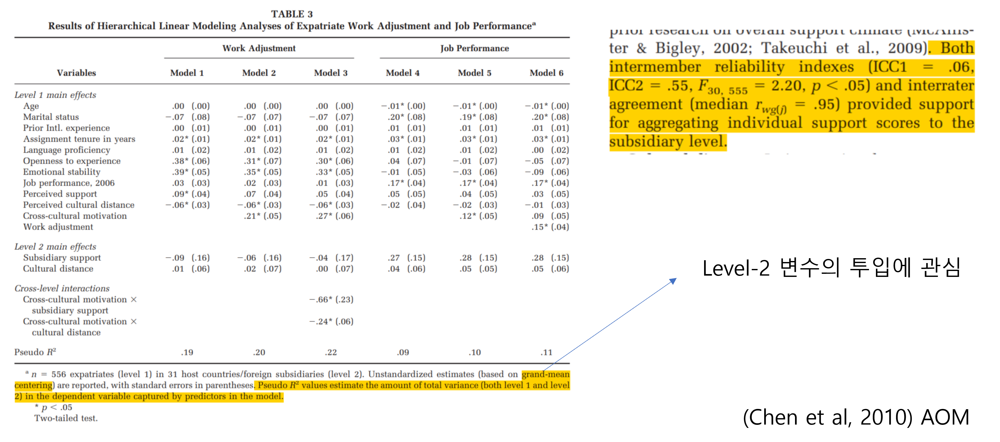 TABLE 3
Results of Hierarchical Linear Modeling Analyses of Expatriate Work Adjustment and Job Performanceᵃ
Work Adjustment Job Performance
Variables Model 1 Model 2 Model 3 Model 4 Model 5 Model 6
Level 1 main effects
Age .00 (.00) .00 (.00) .00 (.00) −.01* (.00) −.01* (.00) −.01* (.00)
Marital status −.07 (.08) −.07 (.07) −.07 (.07) .20* (.08) .19* (.08) .20* (.08)
Prior Intl. experience .00 (.01) .00 (.01) .00 (.01) .01 (.01) .01 (.01) .01 (.01)
Assignment tenure in years .02* (.01) .02* (.01) .02* (.01) .03* (.01) .03* (.01) .03* (.01)
Language proficiency .01 (.02) .01 (.02) .01 (.02) .01 (.02) .01 (.02) .00 (.02)
Openness to experience .38* (.06) .31* (.07) .30* (.06) .04 (.07) −.01 (.07) −.05 (.07)
Emotional stability .39* (.05) .35* (.05) .33* (.05) −.01 (.05) −.03 (.06) −.09 (.06)
Job performance, 2006 .03 (.03) .02 (.03) .01 (.03) .17* (.04) .17* (.04) .17* (.04)
Perceived support .09* (.04) .07 (.04) .05 (.04) .05 (.05) .04 (.05) .03 (.05)
Perceived cultural distance −.06* (.03) −.06* (.03) −.06* (.03) −.02 (.04) −.02 (.03) −.01 (.03)
Cross-cultural motivation .21* (.05) .27* (.06) .12* (.05) .09 (.05)
Work adjustment .15* (.04)
Level 2 main effects
Subsidiary support −.09 (.16) −.06 (.16) −.04 (.17) .27 (.15) .28 (.15) .28 (.15)
Cultural distance .01 (.06) .02 (.07) .00 (.07) .04 (.06) .05 (.05) .05 (.06)
Cross-level interactions
Cross-cultural motivation × −.66* (.23)
subsidiary support
Cross-cultural motivation × −.24* (.06)
cultural distance
Pseudo R² .19 .20 .22 .09 .10 .11
ᵃ n = 556 expatriates (level 1) in 31 host countries/foreign subsidiaries (level 2). Unstandardized estimates (based on grand-mean
centering) are reported, with standard errors in parentheses. Pseudo R² values estimate the amount of total variance (both level 1 and level
2) in the dependent variable captured by predictors in the model.
* p < .05
Two-tailed test.
prior research on overall support climate (McAllis-
ter & Bigley, 2002; Takeuchi et al., 2009). Both
intermember reliability indexes (ICC1 = .06,
ICC2 = .55, F30, 555 = 2.20, p < .05) and interrater
agreement (median rwg(j) = .95) provided support
for aggregating individual support scores to the
subsidiary level.
Level-2 변수의 투입에 관심
(Chen et al, 2010) AOM